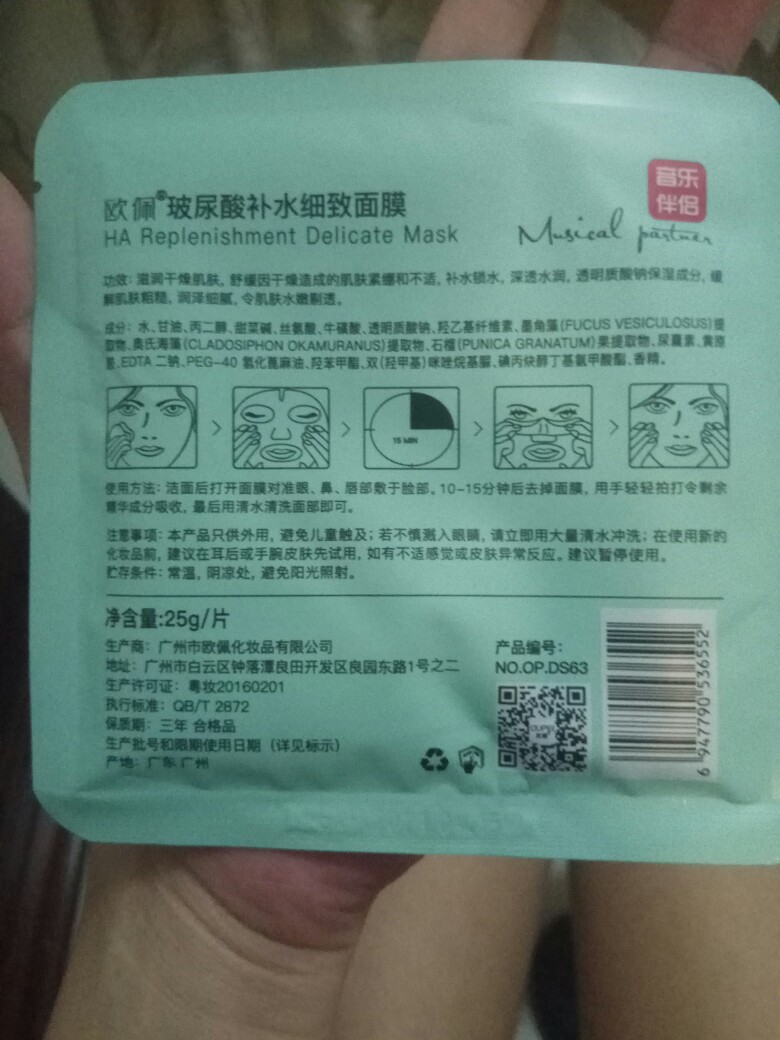 欧佩®玻尿酸补水细致面膜
HA Replenishment Delicate Mask
音乐
伴侣
Musical partner
功效：滋润干燥肌肤，舒缓因干燥造成的肌肤紧绷和不适，补水锁水，深透水润，透明质酸钠保湿成分，缓
解肌肤粗糙，润泽细腻，令肌肤水嫩剔透。
成分：水、甘油、丙二醇、甜菜碱、丝氨酸、牛磺酸、透明质酸钠、羟乙基纤维素、墨角藻(FUCUS VESICULOSUS)提
取物、奥氏海藻(CLADOSIPHON OKAMURANUS)提取物、石榴(PUNICA GRANATUM)果提取物、尿囊素、黄原
胶、EDTA 二钠、PEG-40 氢化蓖麻油、羟苯甲酯、双(羟甲基)咪唑烷基脲、碘丙炔醇丁基氨甲酸酯、香精。
15 MIN
使用方法：洁面后打开面膜对准眼、鼻、唇部敷于脸部。10-15分钟后去掉面膜，用手轻轻拍打令剩余
精华成分吸收，最后用清水清洗面部即可。
注意事项：本产品只供外用，避免儿童触及；若不慎溅入眼睛，请立即用大量清水冲洗；在使用新的
化妆品前，建议在耳后或手腕皮肤先试用，如有不适感觉或皮肤异常反应。建议暂停使用。
贮存条件：常温，阴凉处，避免阳光照射。
净含量:25g/片
生产商：广州市欧佩化妆品有限公司
地址：广州市白云区钟落潭良田开发区良园东路1号之二
生产许可证：粤妆20160201
执行标准：QB/T 2872
保质期：三年 合格品
生产批号和限期使用日期（详见标示）
产地：广东 广州
产品编号：
NO.OP.DS63
6 947790 536552